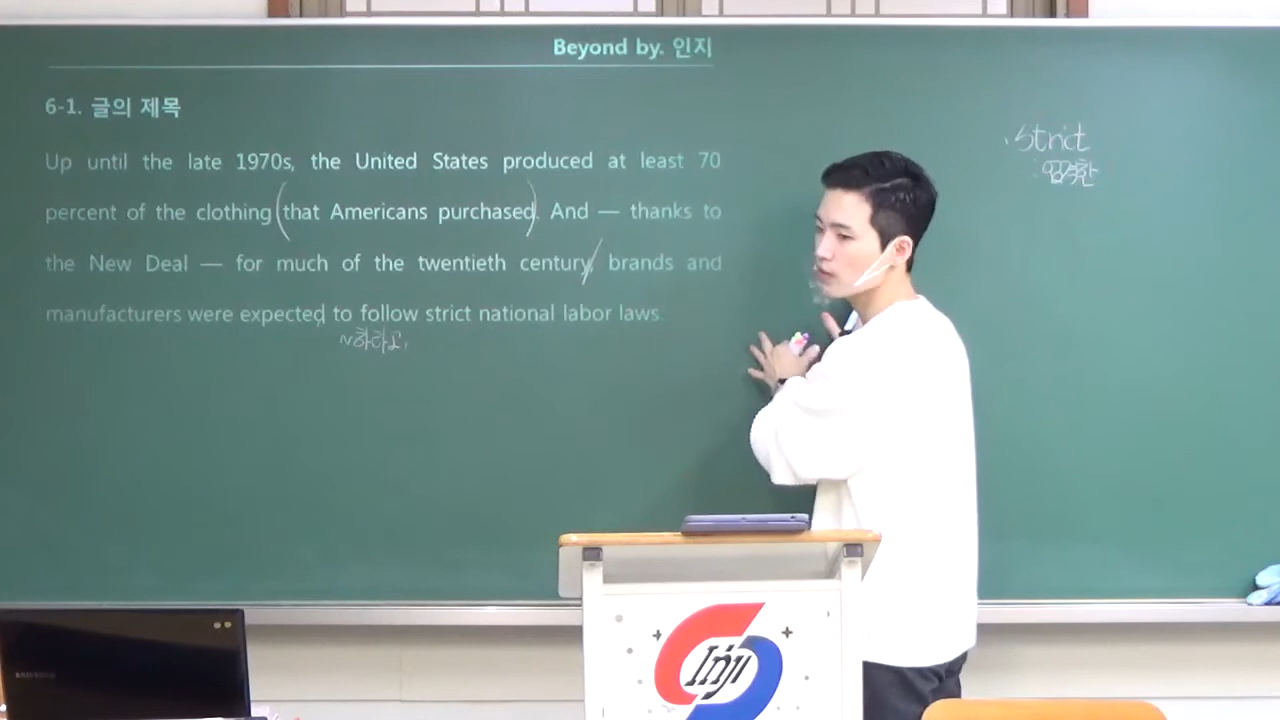 Beyond by. 인지
6-1. 글의 제목
Up until the late 1970s, the United States produced at least 70
percent of the clothing (that Americans purchased). And — thanks to
the New Deal — for much of the twentieth century, / brands and
manufacturers were expected to follow strict national labor laws.
~하라고,
· strict
: 엄격한
Inji
SAMSUNG